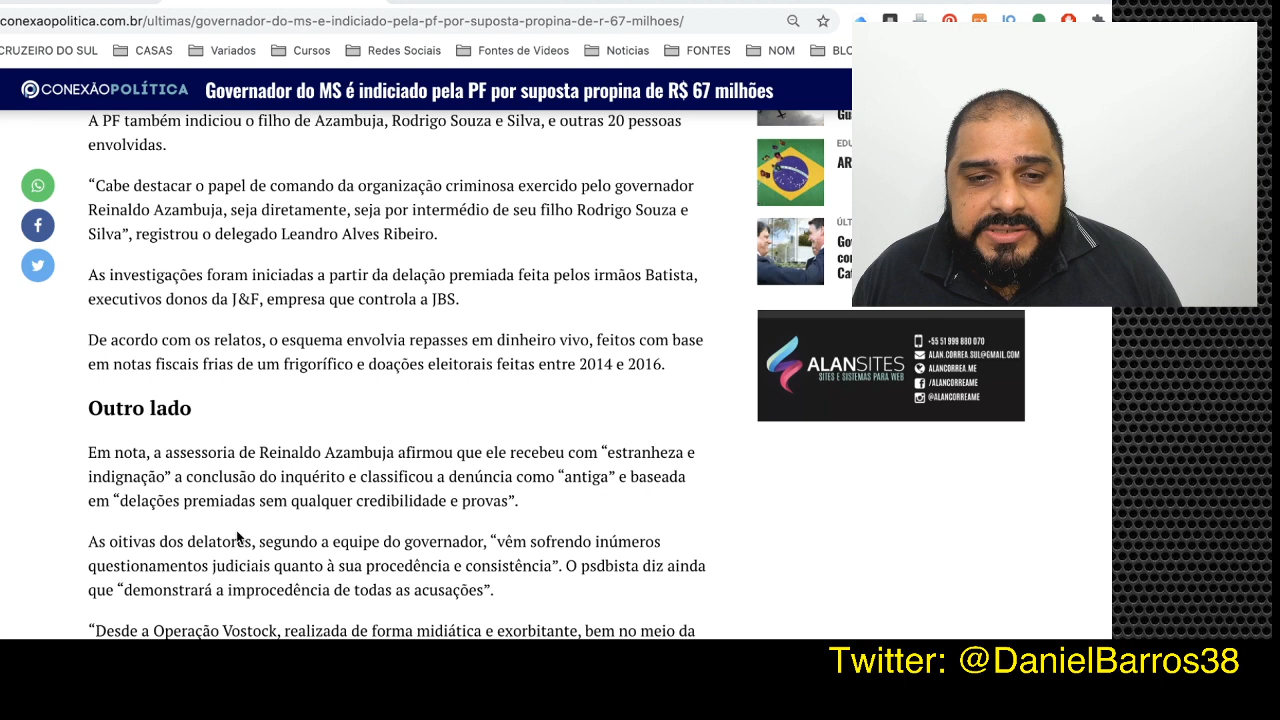 conexaopolitica.com.br/ultimas/governador-do-ms-e-indiciado-pela-pf-por-suposta-propina-de-r-67-milhoes/
CRUZEIRO DO SUL CASAS Variados Cursos Redes Sociais Fontes de Videos Noticias FONTES NOM BLO
CONEXÃOPOLÍTICA Governador do MS é indiciado pela PF por suposta propina de R$ 67 milhões
A PF também indiciou o filho de Azambuja, Rodrigo Souza e Silva, e outras 20 pessoas
envolvidas.
“Cabe destacar o papel de comando da organização criminosa exercido pelo governador
Reinaldo Azambuja, seja diretamente, seja por intermédio de seu filho Rodrigo Souza e
Silva”, registrou o delegado Leandro Alves Ribeiro.
As investigações foram iniciadas a partir da delação premiada feita pelos irmãos Batista,
executivos donos da J&F, empresa que controla a JBS.
De acordo com os relatos, o esquema envolvia repasses em dinheiro vivo, feitos com base
em notas fiscais frias de um frigorífico e doações eleitorais feitas entre 2014 e 2016.
Outro lado
Em nota, a assessoria de Reinaldo Azambuja afirmou que ele recebeu com “estranheza e
indignação” a conclusão do inquérito e classificou a denúncia como “antiga” e baseada
em “delações premiadas sem qualquer credibilidade e provas”.
As oitivas dos delatores, segundo a equipe do governador, “vêm sofrendo inúmeros
questionamentos judiciais quanto à sua procedência e consistência”. O psdbista diz ainda
que “demonstrará a improcedência de todas as acusações”.
“Desde a Operação Vostock, realizada de forma midiática e exorbitante, bem no meio da
EDU
AR
ÚLT
Gov
con
Cat
ALANSITES
SITES E SISTEMAS PARA WEB
+55 51 999 880 070
ALAN.CORREA.SUL@GMAIL.COM
ALANCORREA.ME
/ALANCORREAME
@ALANCORREAME
Twitter: @DanielBarros38